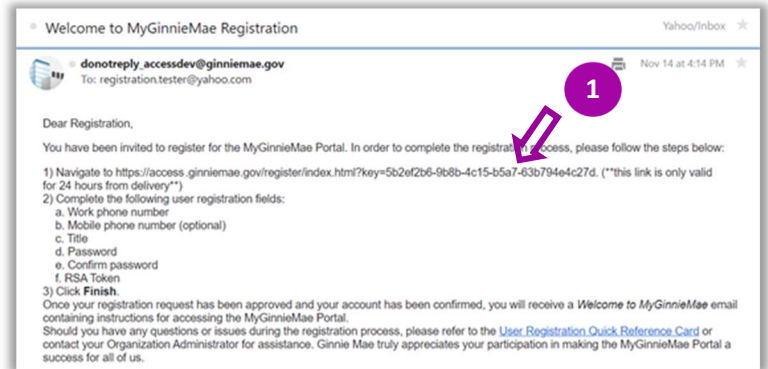 Welcome to MyGinnieMae Registration
Yahoo/Inbox
donotreply_accessdev@ginniemae.gov
Nov 14 at 4:14 PM
To: registration.tester@yahoo.com
1
Dear Registration,
You have been invited to register for the MyGinnieMae Portal. In order to complete the registration process, please follow the steps below:
1) Navigate to https://access.ginniemae.gov/register/index.html?key=5b2ef2b6-9b8b-4c15-b5a7-63b794e4c27d. (**this link is only valid
for 24 hours from delivery**)
2) Complete the following user registration fields:
a. Work phone number
b. Mobile phone number (optional)
c. Title
d. Password
e. Confirm password
f. RSA Token
3) Click Finish.
Once your registration request has been approved and your account has been confirmed, you will receive a Welcome to MyGinnieMae email
containing instructions for accessing the MyGinnieMae Portal.
Should you have any questions or issues during the registration process, please refer to the User Registration Quick Reference Card or
contact your Organization Administrator for assistance. Ginnie Mae truly appreciates your participation in making the MyGinnieMae Portal a
success for all of us.